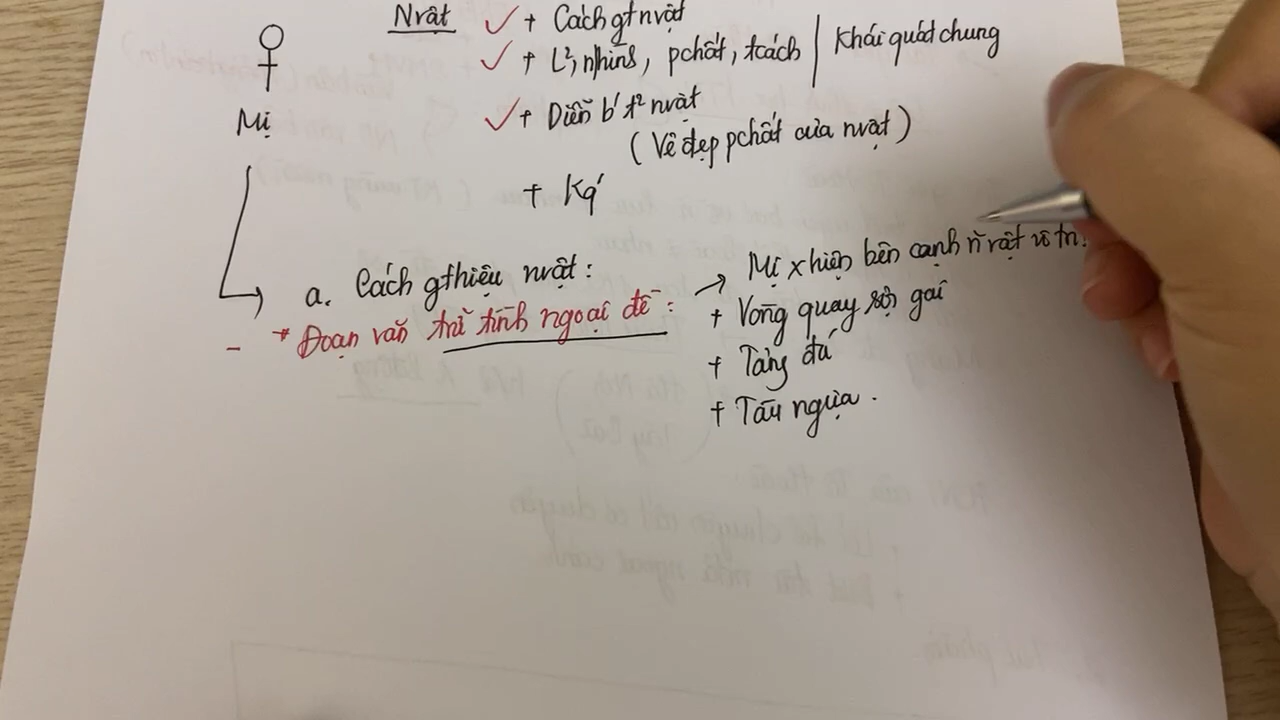 Nvật + Cách gt nvật
+ L², nhiñs, pchất, tcách | Khái quát chung
+ Diễn b' t² nvật
(Vẻ đẹp pchất của nvật)
+ Kq'
Mị
a. Cách gthiệu nvật :
- * Đoạn văn trữ tình ngoại đề :
→ Mị xhiện bên cạnh n̄ vật vô tri.
+ Vòng quay sợi gai
+ Tảng đá
+ Tàu ngựa .